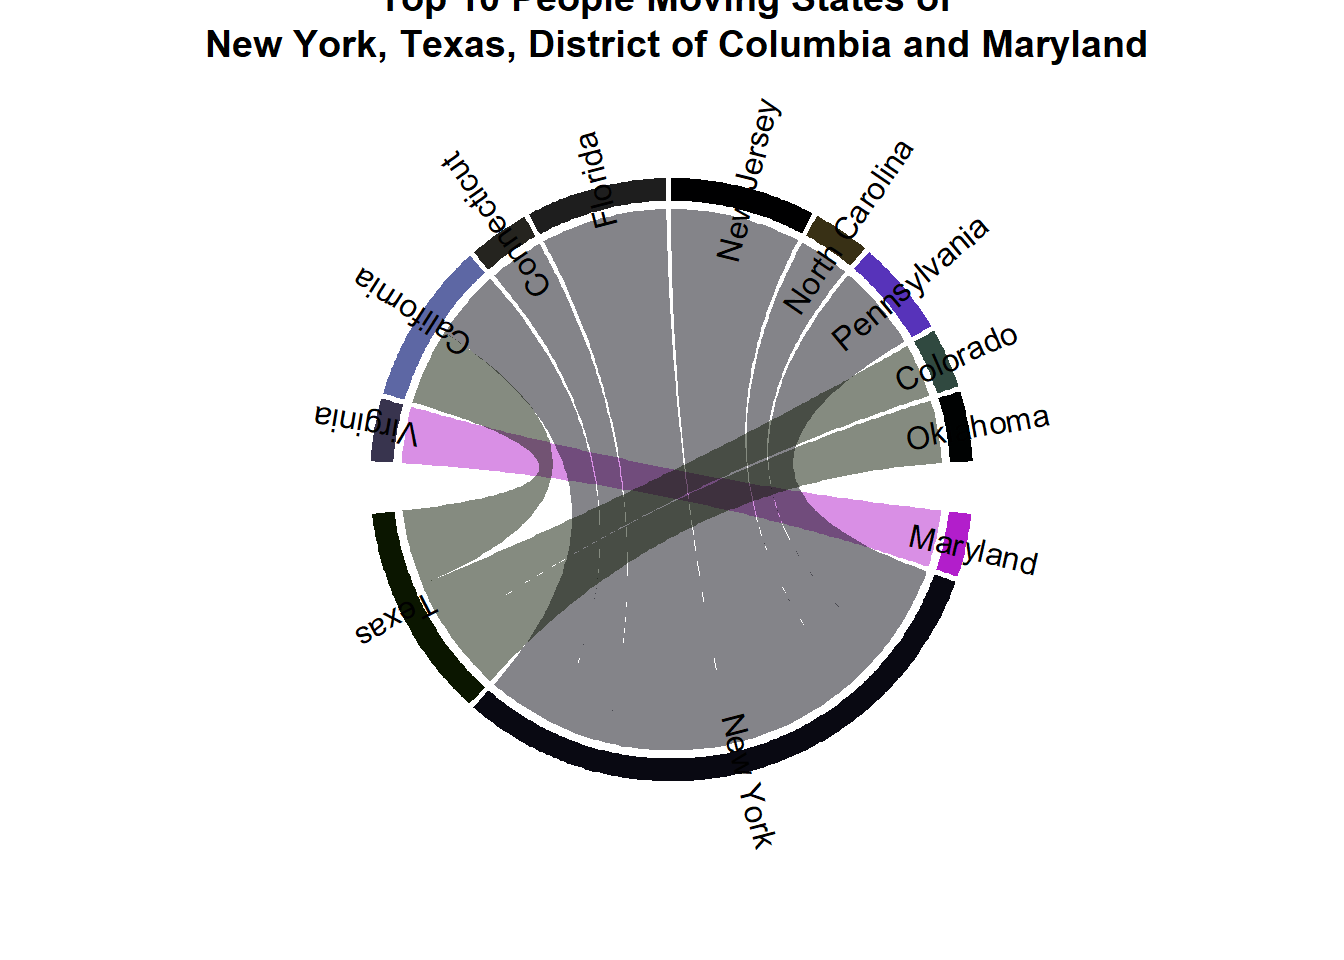 Top 10 People Moving States of
New York, Texas, District of Columbia and Maryland
New Jersey
North Carolina
Pennsylvania
Colorado
Oklahoma
Maryland
New York
Texas
Virginia
California
Connecticut
Florida